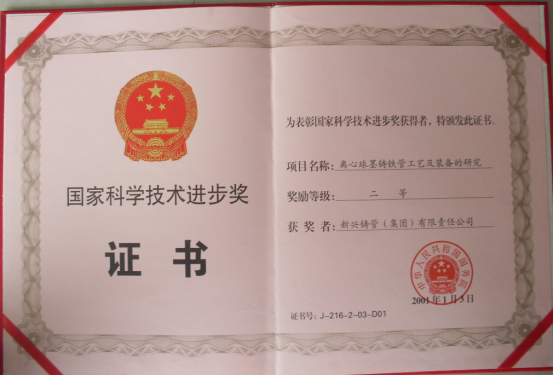 国家科学技术进步奖
证书
为表彰国家科学技术进步奖获得者，特颁发此证书。
项目名称：离心球墨铸铁管工艺及装备的研究
奖励等级：二 等
获 奖 者：新兴铸管（集团）有限责任公司
中华人民共和国国务院
2001年1月3日
证书号：J-216-2-03-D01